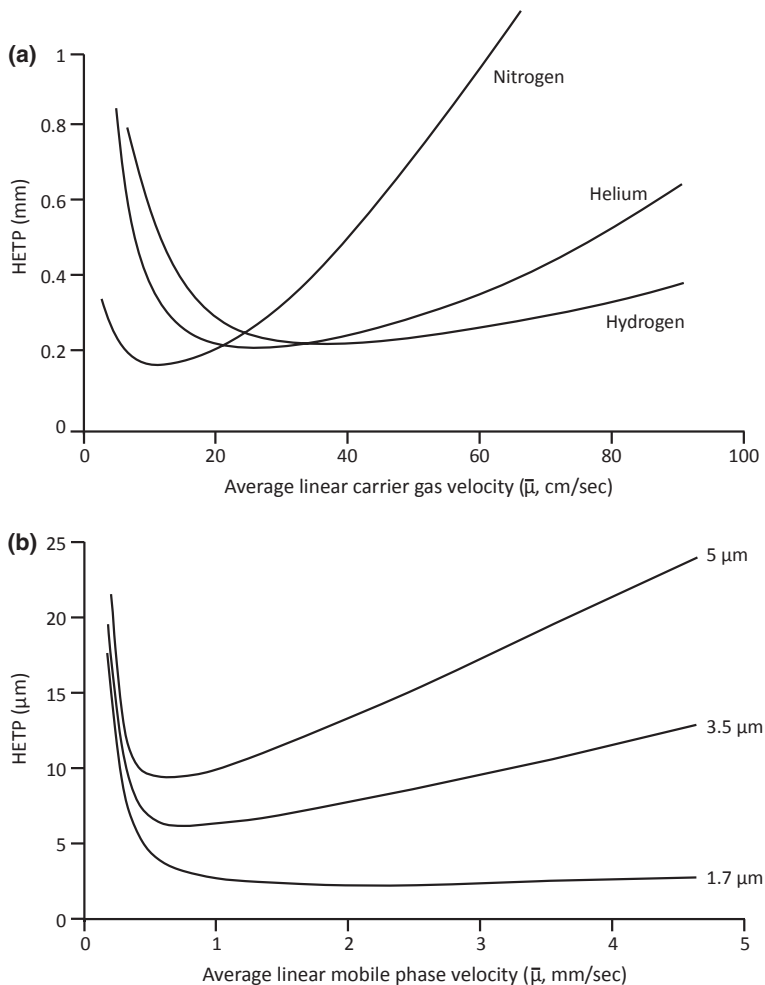 (a)
1
0.8
0.6
0.4
0.2
0
HETP (mm)
Nitrogen
Helium
Hydrogen
0 20 40 60 80 100
Average linear carrier gas velocity (μ̅, cm/sec)
(b)
25
20
15
10
5
0
HETP (μm)
5 μm
3.5 μm
1.7 μm
0 1 2 3 4 5
Average linear mobile phase velocity (μ̅, mm/sec)